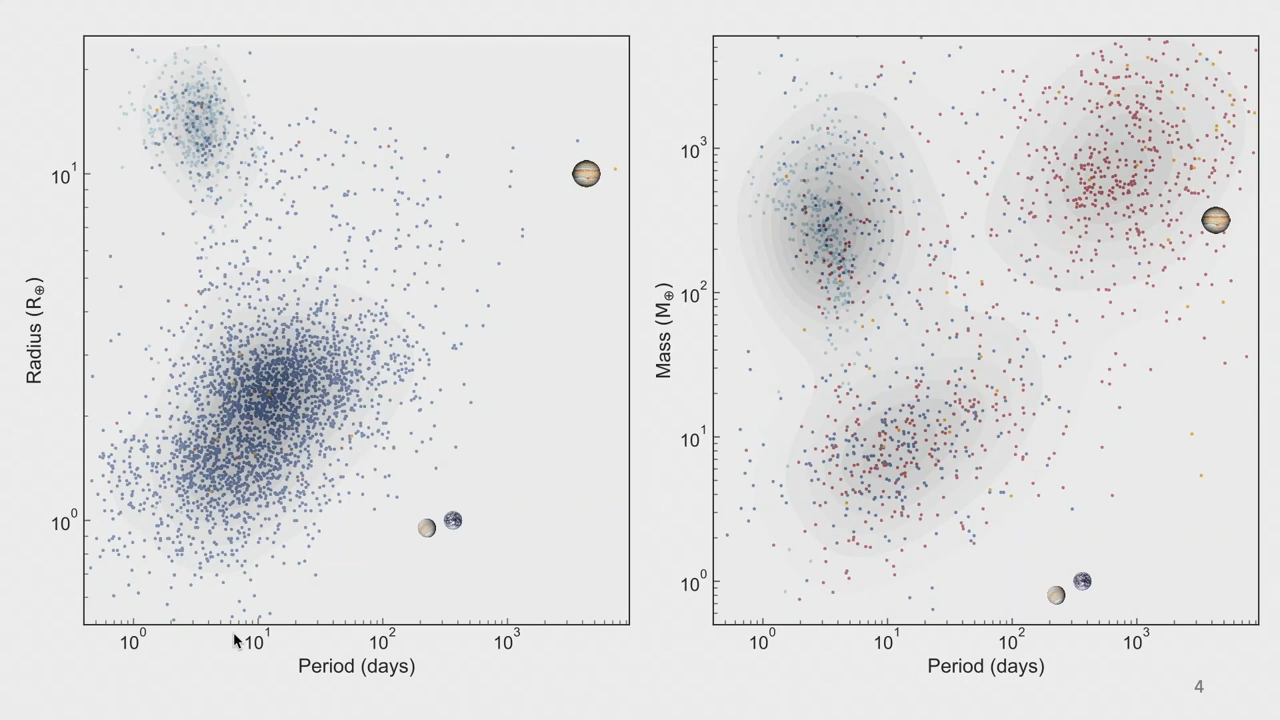 Radius (R⊕)
10¹
10⁰
10⁰ 10¹ 10² 10³
Period (days)
Mass (M⊕)
10³
10²
10¹
10⁰
10⁰ 10¹ 10² 10³
Period (days)
4